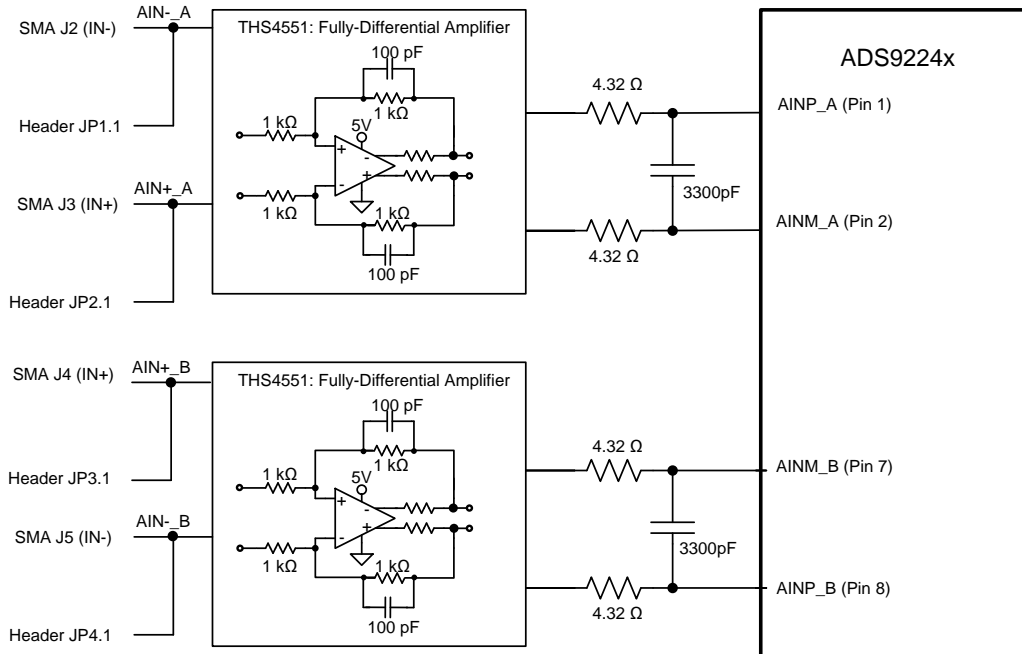 AIN-_A
SMA J2 (IN-)
Header JP1.1
AIN+_A
SMA J3 (IN+)
Header JP2.1
THS4551: Fully-Differential Amplifier
100 pF
1 kΩ
1 kΩ
5V
+
-
-
+
1 kΩ
1 kΩ
100 pF
4.32 Ω
3300pF
4.32 Ω
ADS9224x
AINP_A (Pin 1)
AINM_A (Pin 2)
AIN+_B
SMA J4 (IN+)
Header JP3.1
AIN-_B
SMA J5 (IN-)
Header JP4.1
THS4551: Fully-Differential Amplifier
100 pF
1 kΩ
1 kΩ
5V
+
-
-
+
1 kΩ
1 kΩ
100 pF
4.32 Ω
3300pF
4.32 Ω
AINM_B (Pin 7)
AINP_B (Pin 8)